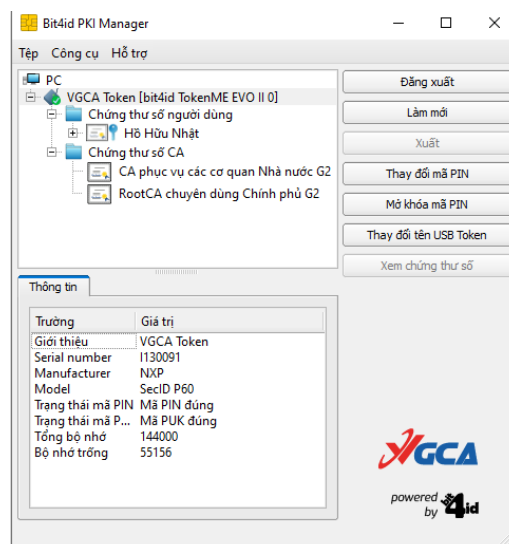 Bit4id PKI Manager
Tệp Công cụ Hỗ trợ
PC
VGCA Token [bit4id TokenME EVO II 0]
Chứng thư số người dùng
Hồ Hữu Nhật
Chứng thư số CA
CA phục vụ các cơ quan Nhà nước G2
RootCA chuyên dùng Chính phủ G2
Đăng xuất
Làm mới
Xuất
Thay đổi mã PIN
Mở khóa mã PIN
Thay đổi tên USB Token
Xem chứng thư số
Thông tin
Trường Giá trị
Giới thiệu VGCA Token
Serial number I130091
Manufacturer NXP
Model SecID P60
Trạng thái mã PIN Mã PIN đúng
Trạng thái mã P... Mã PUK đúng
Tổng bộ nhớ 144000
Bộ nhớ trống 55156
VGCA
powered
by 4id